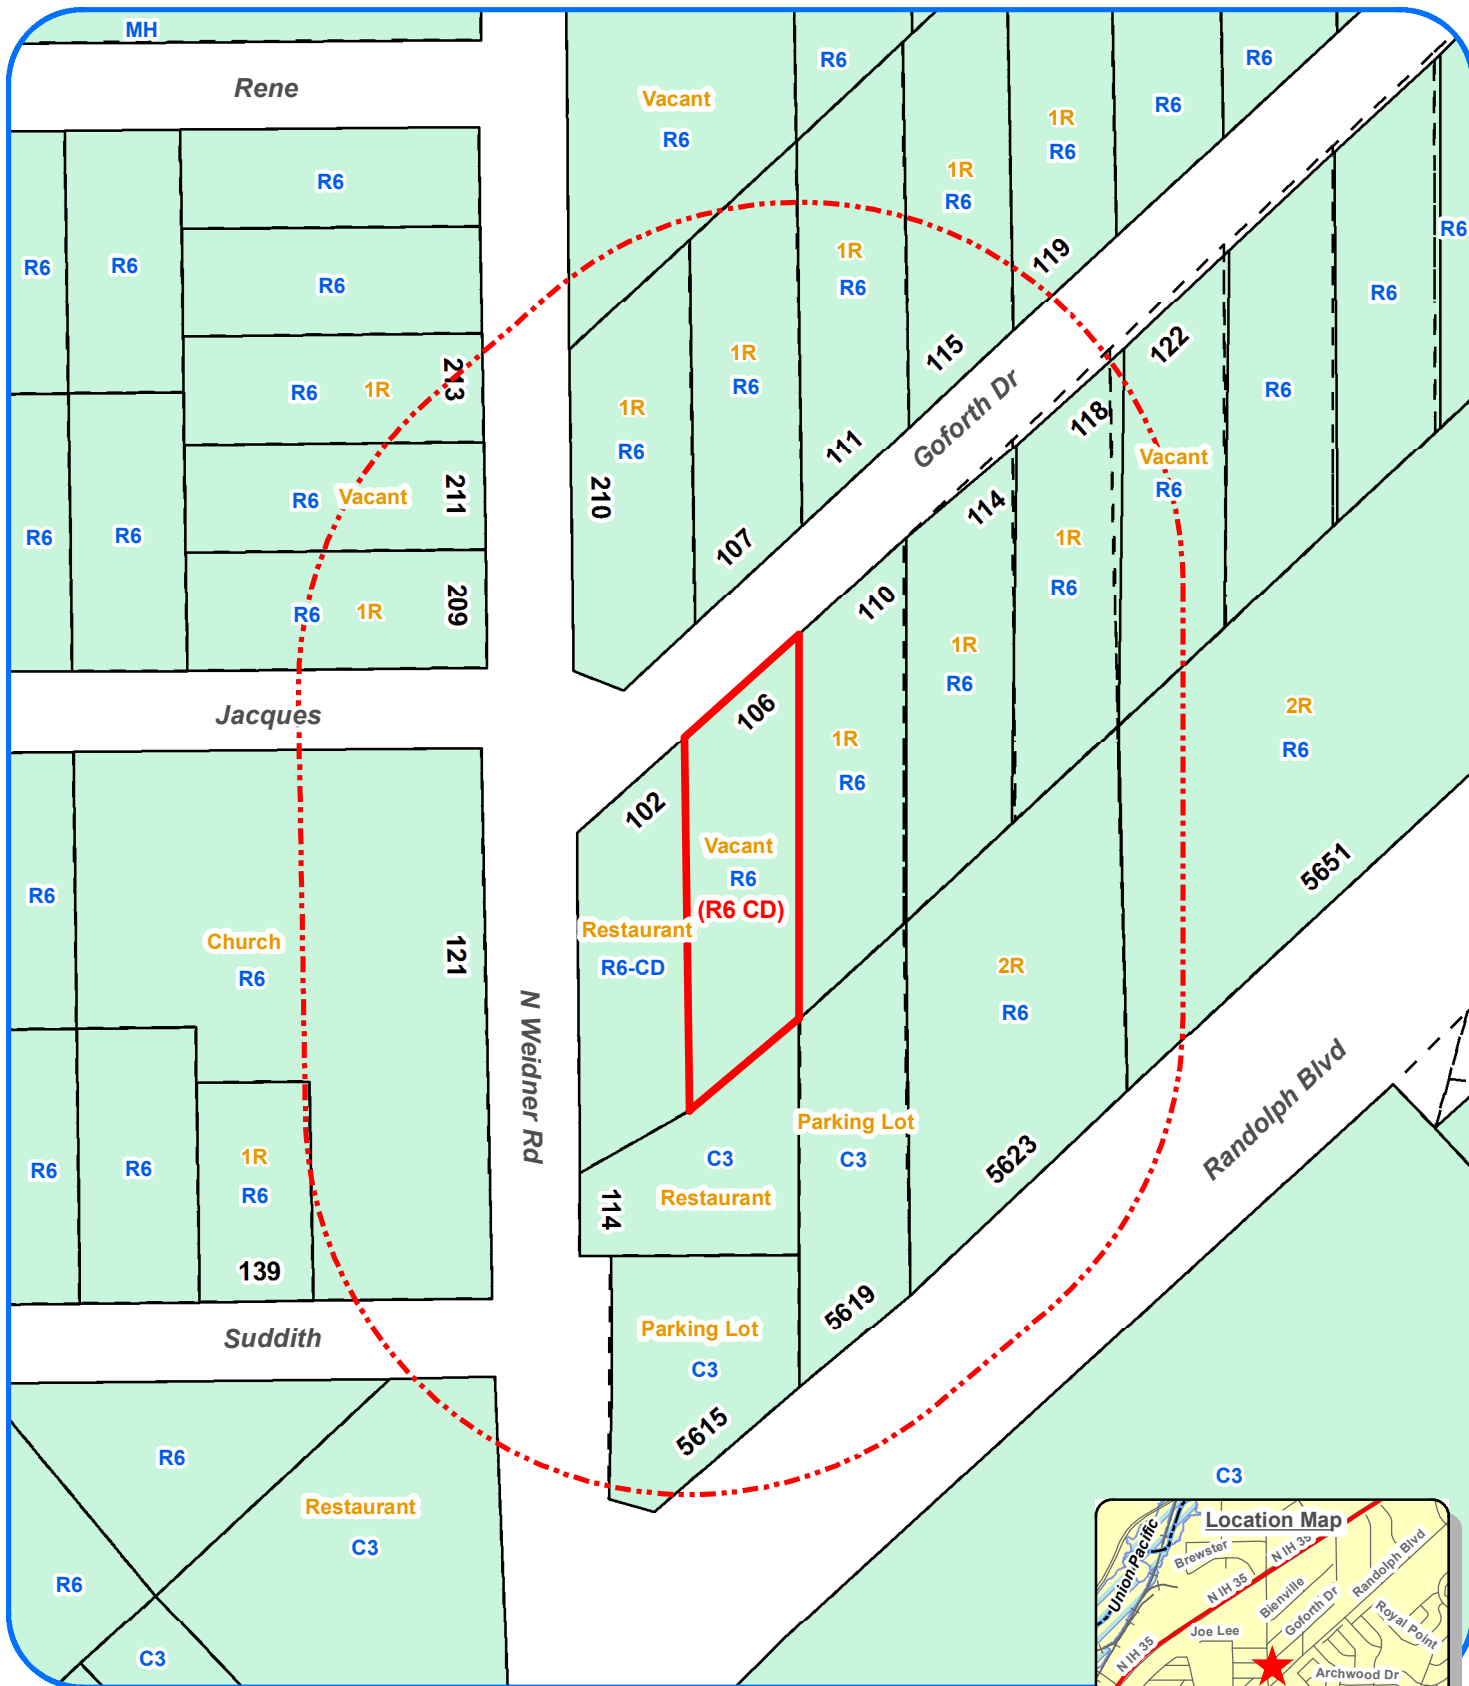 MH
Rene
R6
R6
R6
R6
R6
R6
1R
213
R6
Vacant
211
R6
R6
R6
1R
209
Jacques
Vacant
R6
R6
1R
R6
1R
R6
R6
R6
R6
1R
R6
119
1R
R6
115
1R
R6
111
210
107
Goforth Dr
122
118
114
110
Vacant
R6
R6
R6
1R
R6
1R
R6
1R
R6
106
102
Vacant
R6
(R6 CD)
Restaurant
R6-CD
2R
R6
5651
2R
R6
5623
R6
Church
R6
121
N Weidner Rd
R6
R6
1R
R6
139
Suddith
114
C3
Restaurant
Parking Lot
C3
5619
Parking Lot
C3
5615
Randolph Blvd
R6
Restaurant
C3
R6
C3
C3
Location Map
Union Pacific
Brewster
N IH 35
N IH 35
N IH 35
Bienville
Goforth Dr
Randolph Blvd
Royal Point
Joe Lee
Archwood Dr